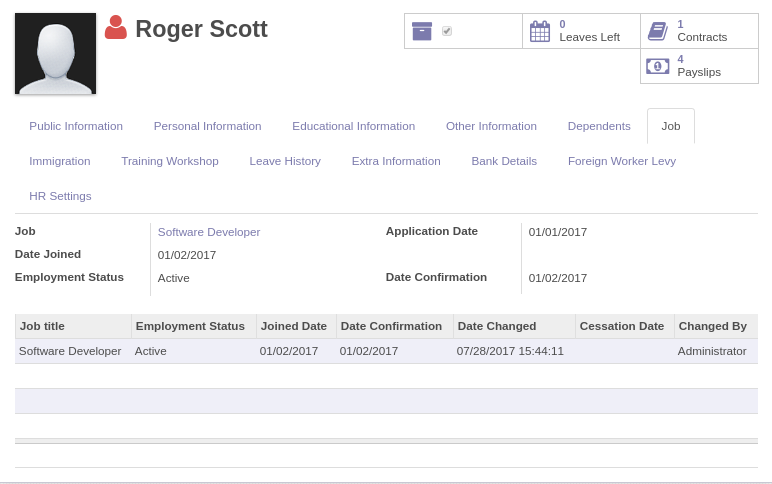 Roger Scott
0
Leaves Left
1
Contracts
4
Payslips
Public Information Personal Information Educational Information Other Information Dependents Job
Immigration Training Workshop Leave History Extra Information Bank Details Foreign Worker Levy
HR Settings
Job Software Developer Application Date 01/01/2017
Date Joined 01/02/2017
Employment Status Active Date Confirmation 01/02/2017
Job title Employment Status Joined Date Date Confirmation Date Changed Cessation Date Changed By
Software Developer Active 01/02/2017 01/02/2017 07/28/2017 15:44:11 Administrator